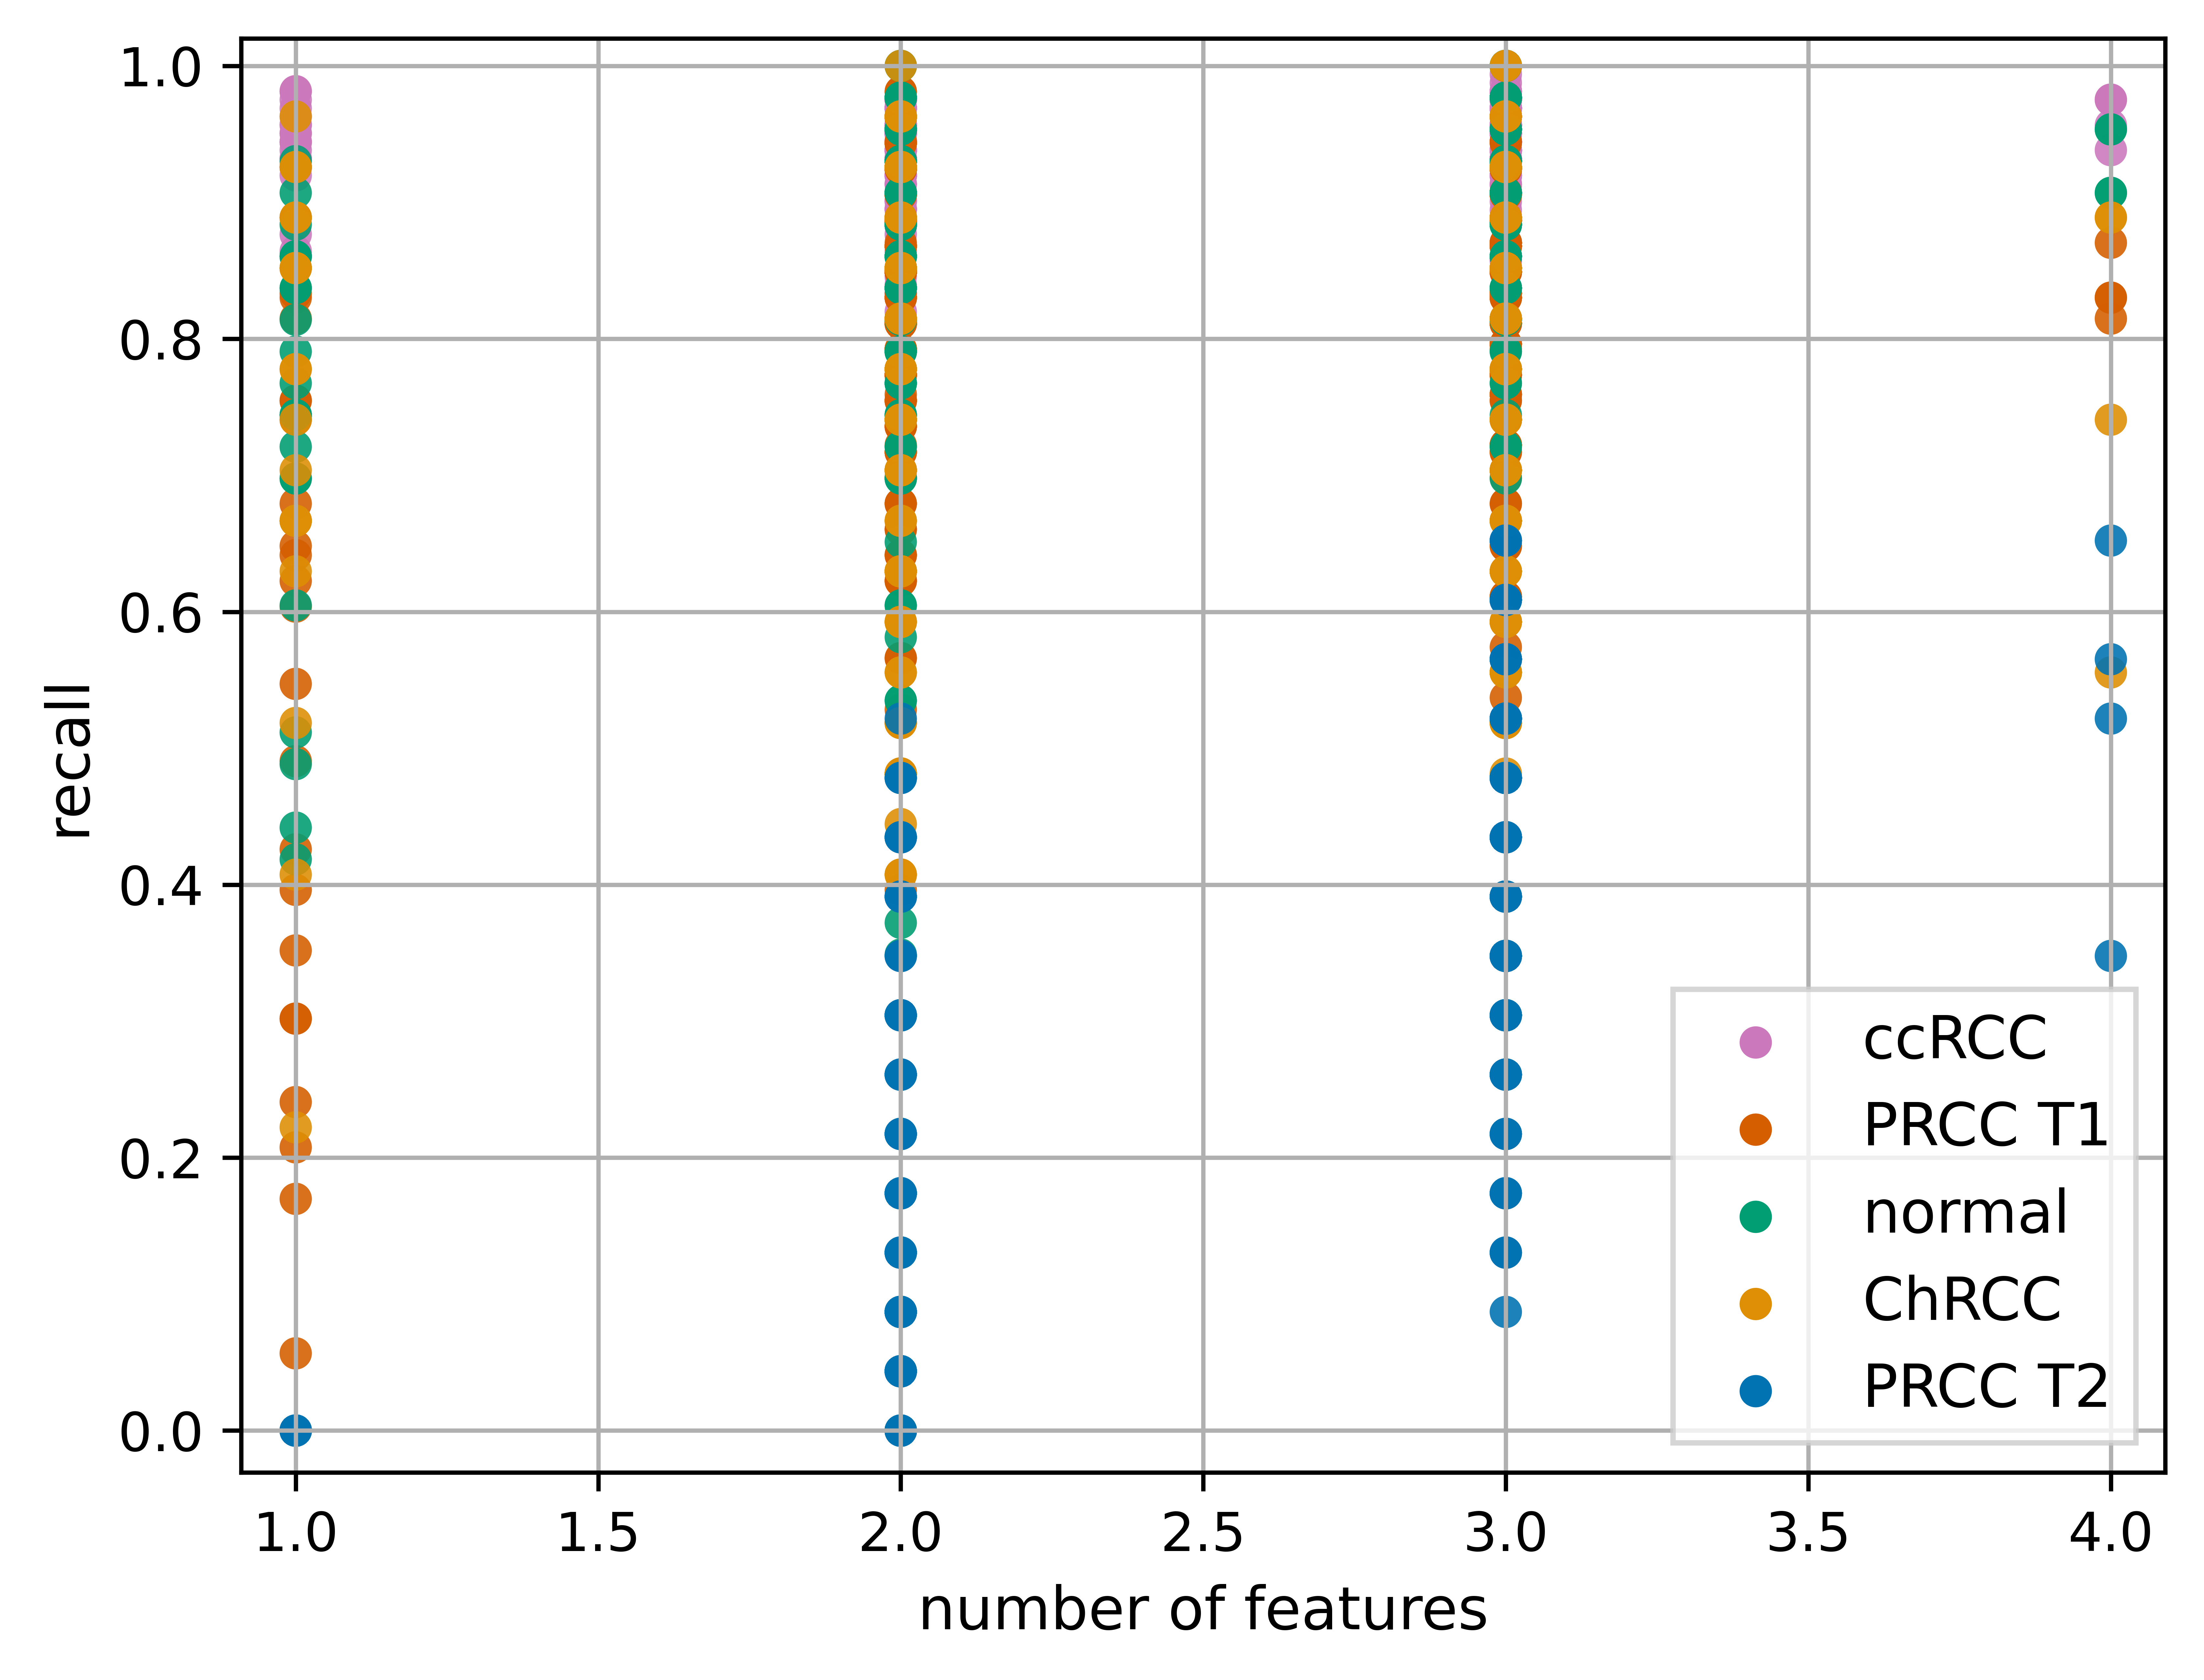 1.0
0.8
0.6
0.4
0.2
0.0
recall
ccRCC
PRCC T1
normal
ChRCC
PRCC T2
1.0 1.5 2.0 2.5 3.0 3.5 4.0
number of features